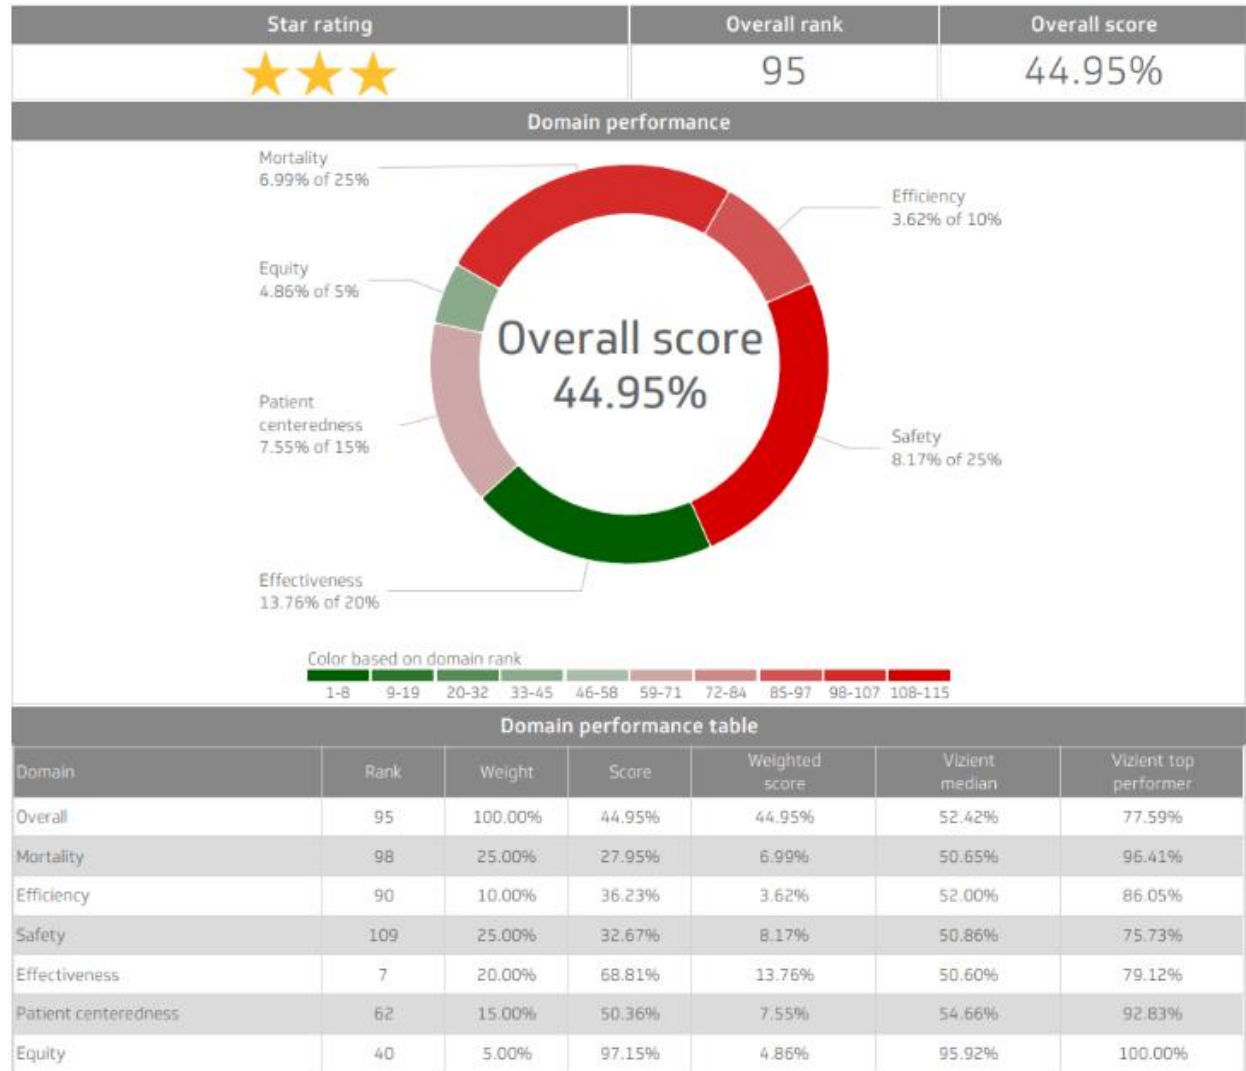 Star rating
Overall rank
Overall score
95
44.95%
Domain performance
Mortality
6.99% of 25%
Efficiency
3.62% of 10%
Equity
4.86% of 5%
Overall score
44.95%
Patient
centeredness
7.55% of 15%
Safety
8.17% of 25%
Effectiveness
13.76% of 20%
Color based on domain rank
1-8 9-19 20-32 33-45 46-58 59-71 72-84 85-97 98-107 108-115
Domain performance table
Domain Rank Weight Score Weighted score Vizient median Vizient top performer
Overall 95 100.00% 44.95% 44.95% 52.42% 77.59%
Mortality 98 25.00% 27.95% 6.99% 50.65% 96.41%
Efficiency 90 10.00% 36.23% 3.62% 52.00% 86.05%
Safety 109 25.00% 32.67% 8.17% 50.86% 75.73%
Effectiveness 7 20.00% 68.81% 13.76% 50.60% 79.12%
Patient centeredness 62 15.00% 50.36% 7.55% 54.66% 92.83%
Equity 40 5.00% 97.15% 4.86% 95.92% 100.00%